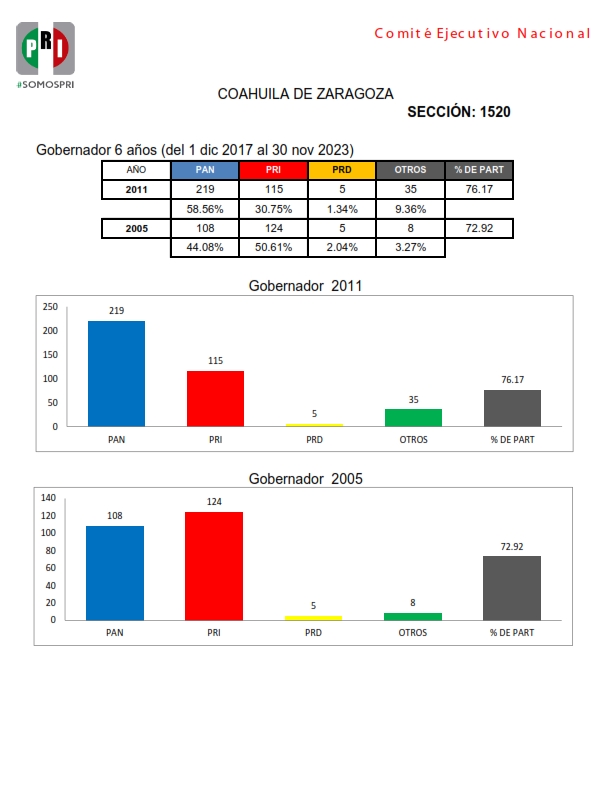 PRI
#SOMOSPRI
Comité Ejecutivo Nacional
COAHUILA DE ZARAGOZA
SECCIÓN: 1520
Gobernador 6 años (del 1 dic 2017 al 30 nov 2023)
AÑO PAN PRI PRD OTROS % DE PART
2011 219 115 5 35 76.17
58.56% 30.75% 1.34% 9.36%
2005 108 124 5 8 72.92
44.08% 50.61% 2.04% 3.27%
Gobernador 2011
250
200
150
100
50
0
219
115
5
35
76.17
PAN PRI PRD OTROS % DE PART
Gobernador 2005
140
120
100
80
60
40
20
0
108
124
5
8
72.92
PAN PRI PRD OTROS % DE PART